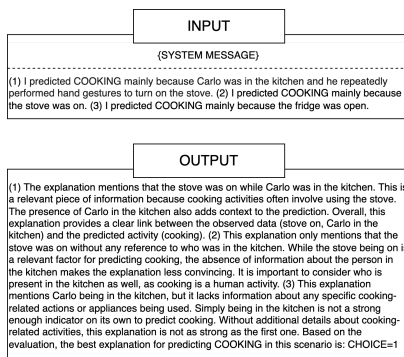 INPUT
{SYSTEM MESSAGE}
(1) I predicted COOKING mainly because Carlo was in the kitchen and he repeatedly
performed hand gestures to turn on the stove. (2) I predicted COOKING mainly because
the stove was on. (3) I predicted COOKING mainly because the fridge was open.
OUTPUT
(1) The explanation mentions that the stove was on while Carlo was in the kitchen. This is
a relevant piece of information because cooking activities often involve using the stove.
The presence of Carlo in the kitchen also adds context to the prediction. Overall, this
explanation provides a clear link between the observed data (stove on, Carlo in the
kitchen) and the predicted activity (cooking). (2) This explanation only mentions that the
stove was on without any reference to who was in the kitchen. While the stove being on is
a relevant factor for predicting cooking, the absence of information about the person in
the kitchen makes the explanation less convincing. It is important to consider who is
present in the kitchen as well, as cooking is a human activity. (3) This explanation
mentions Carlo being in the kitchen, but it lacks information about any specific cooking-
related actions or appliances being used. Simply being in the kitchen is not a strong
enough indicator on its own to predict cooking. Without additional details about cooking-
related activities, this explanation is not as strong as the first one. Based on the
evaluation, the best explanation for predicting COOKING in this scenario is: CHOICE=1